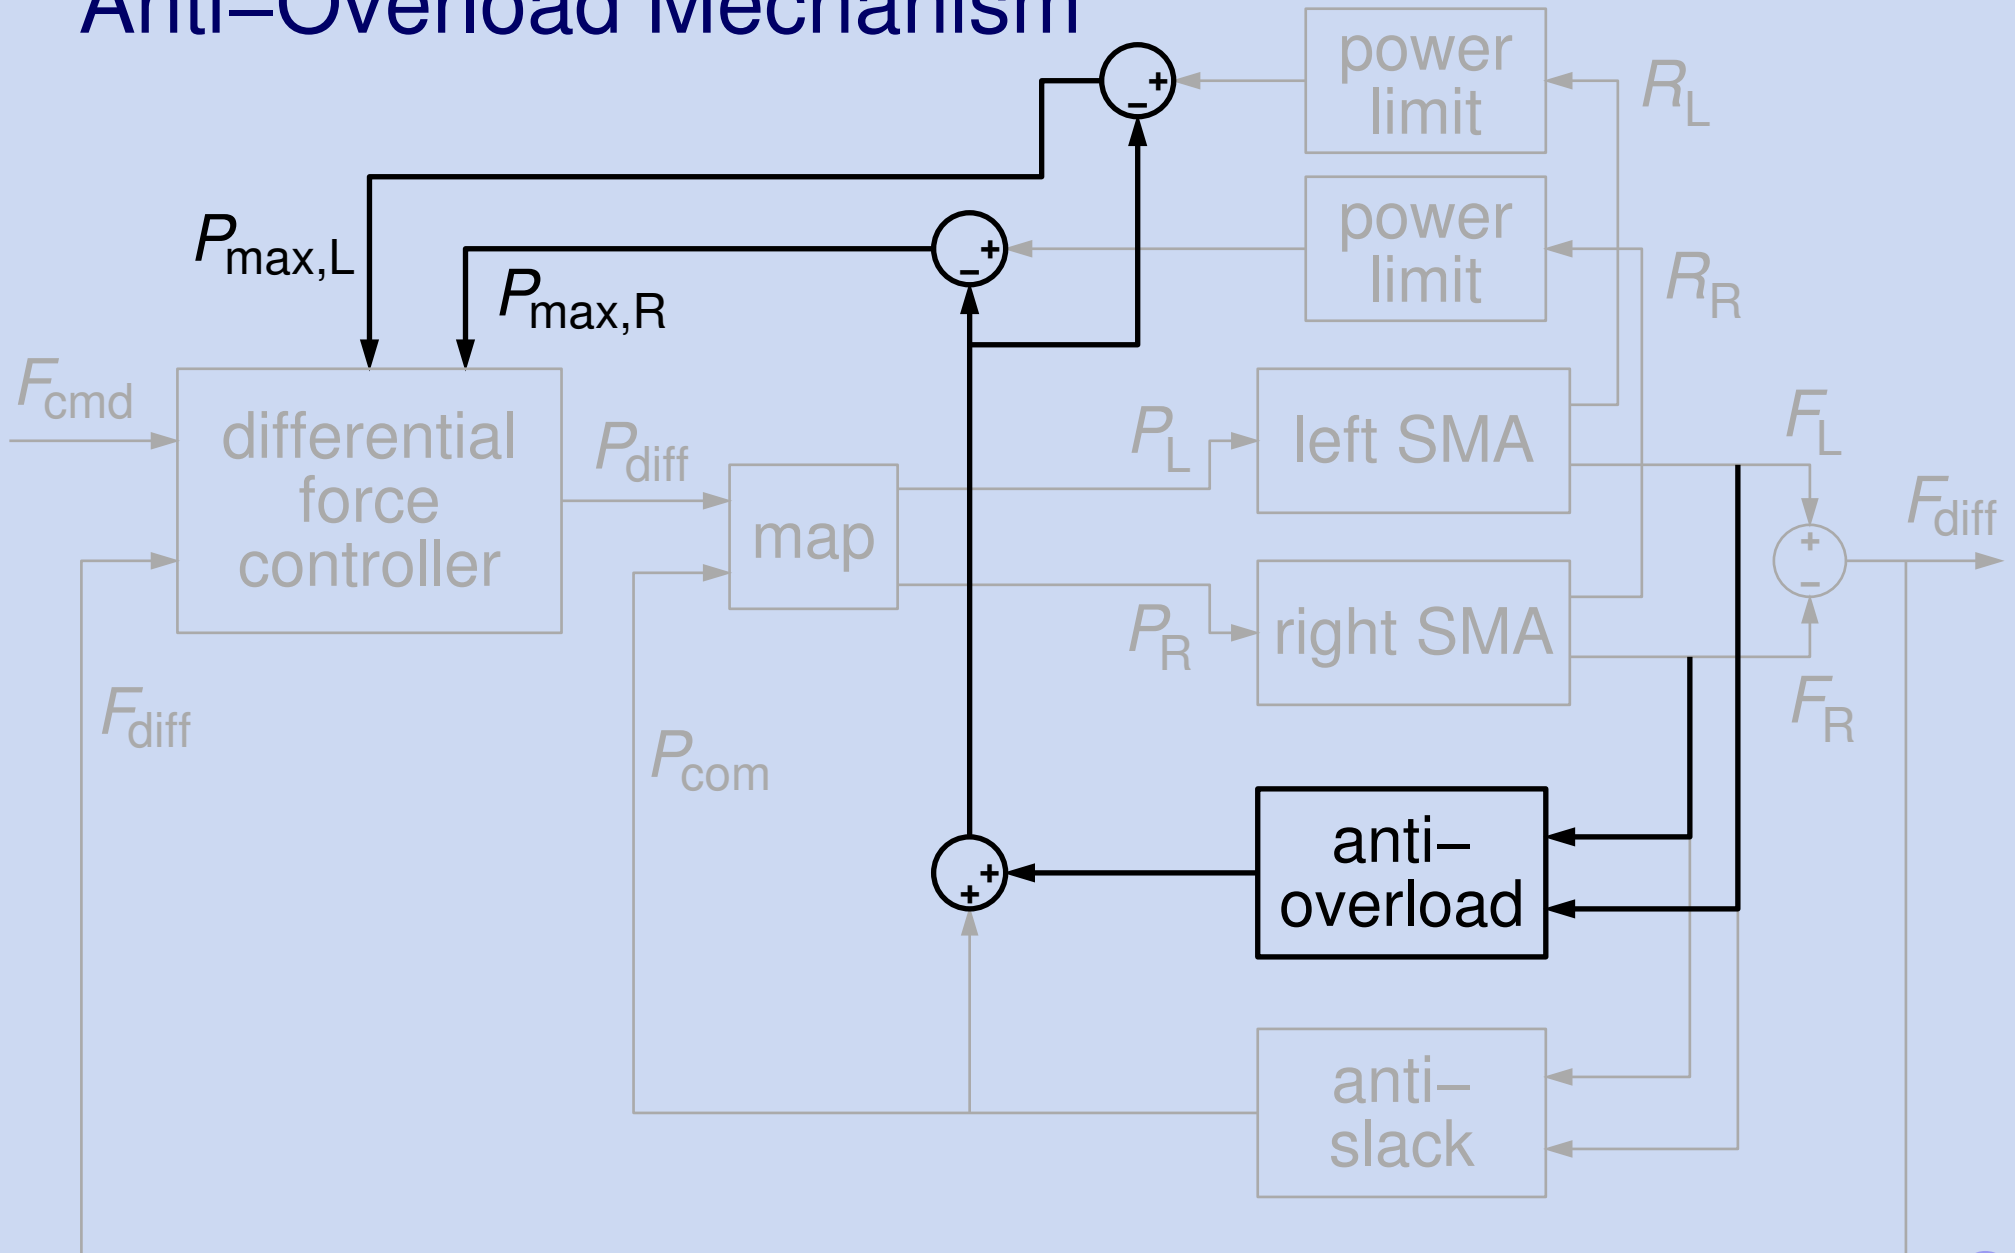 Anti–Overload Mechanism
power
limit
R_L
power
limit
R_R
P_max,L
P_max,R
F_cmd
differential
force
controller
P_diff
map
P_L
left SMA
F_L
F_diff
P_R
right SMA
F_R
F_diff
P_com
anti–
overload
anti–
slack
+
–
+
–
+
–
+
+